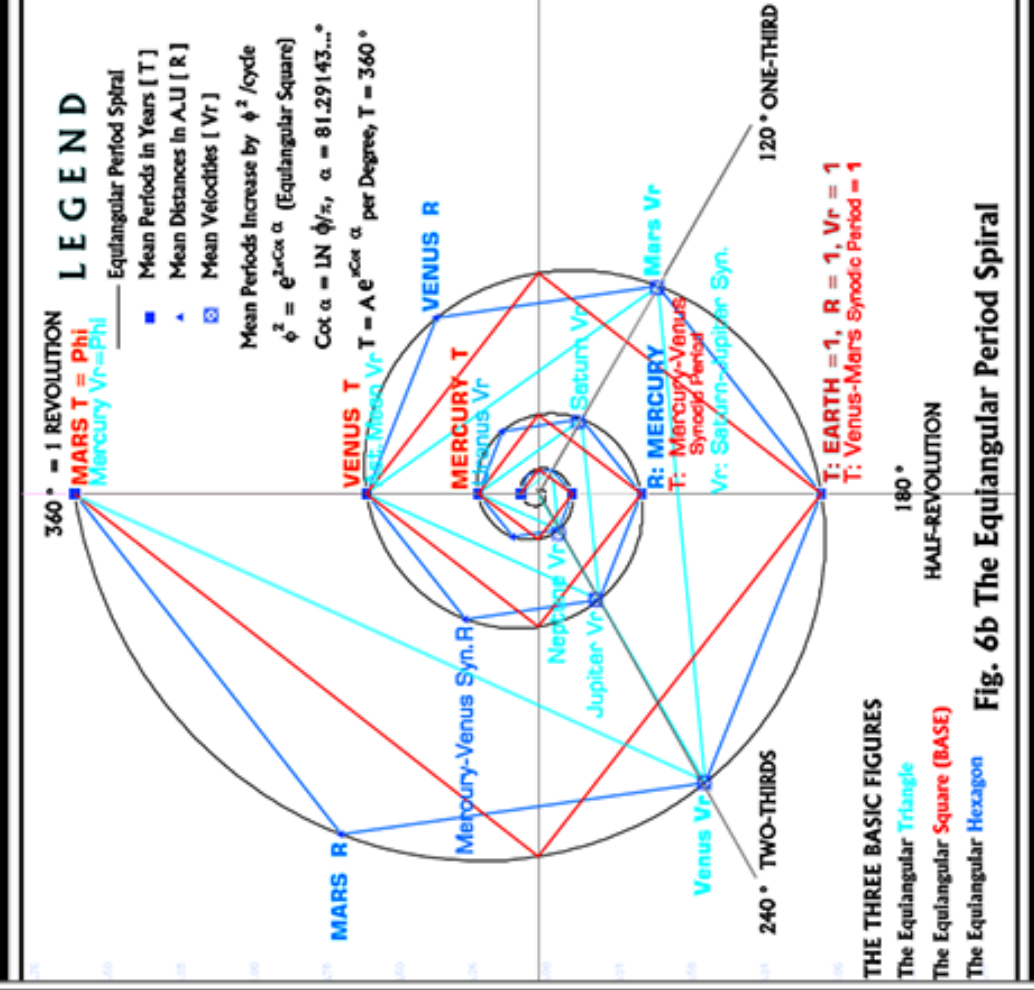 LEGEND
Equiangular Period Spiral
Mean Periods in Years [ T ]
Mean Distances in A.U [ R ]
Mean Velocities [ Vr ]
Mean Periods Increase by ϕ² /cycle
ϕ² = e^2πCot α (Equiangular Square)
Cot α = LN ϕ/π, α = 81.29143...°
T = A e^xCot α per Degree, T = 360°
360° = 1 REVOLUTION
MARS T = Phi
Mercury Vr=Phi
VENUS R
VENUS T
MERCURY T
Uranus Vr
Saturn Vr
Mars Vr
120° ONE-THIRD
R: MERCURY
T: Mercury-Venus
Synodic Period
Vr: Saturn-Jupiter Syn.
T: EARTH =1, R = 1, Vr = 1
T: Venus-Mars Synodic Period = 1
180°
HALF-REVOLUTION
Neptune Vr
Jupiter Vr
Mercury-Venus Syn.R
MARS R
Venus Vr
240° TWO-THIRDS
THE THREE BASIC FIGURES
The Equiangular Triangle
The Equiangular Square (BASE)
The Equiangular Hexagon
Fig. 6b The Equiangular Period Spiral